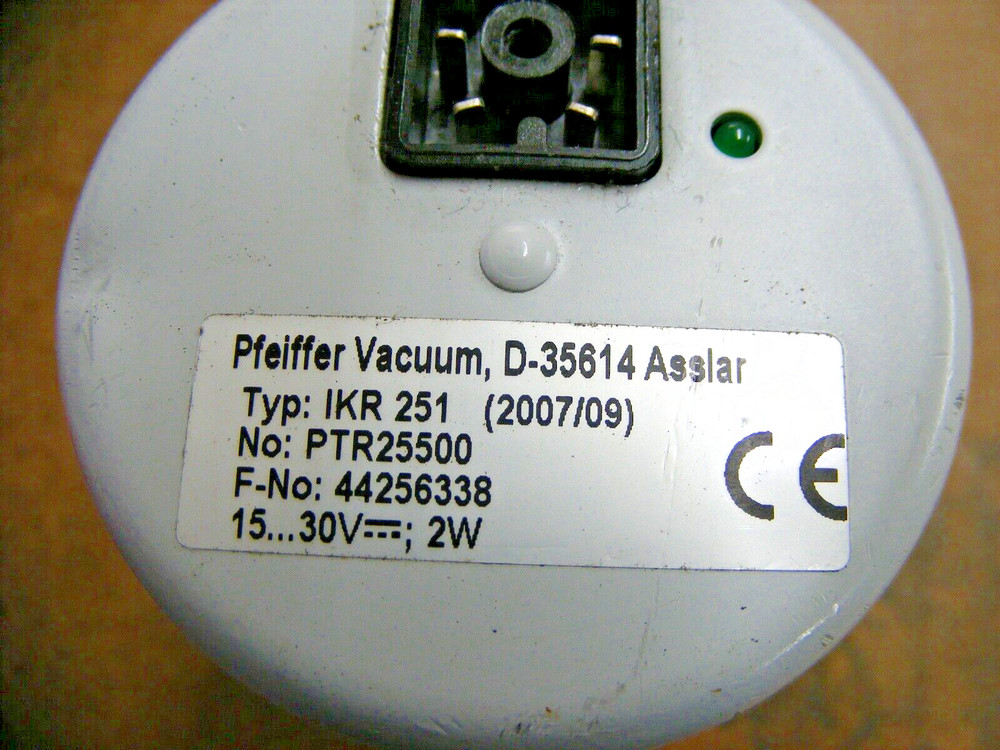 Pfeiffer Vacuum, D-35614 Asslar
Typ: IKR 251 (2007/09)
No: PTR25500
F-No: 44256338
15...30V⎓; 2W
CE